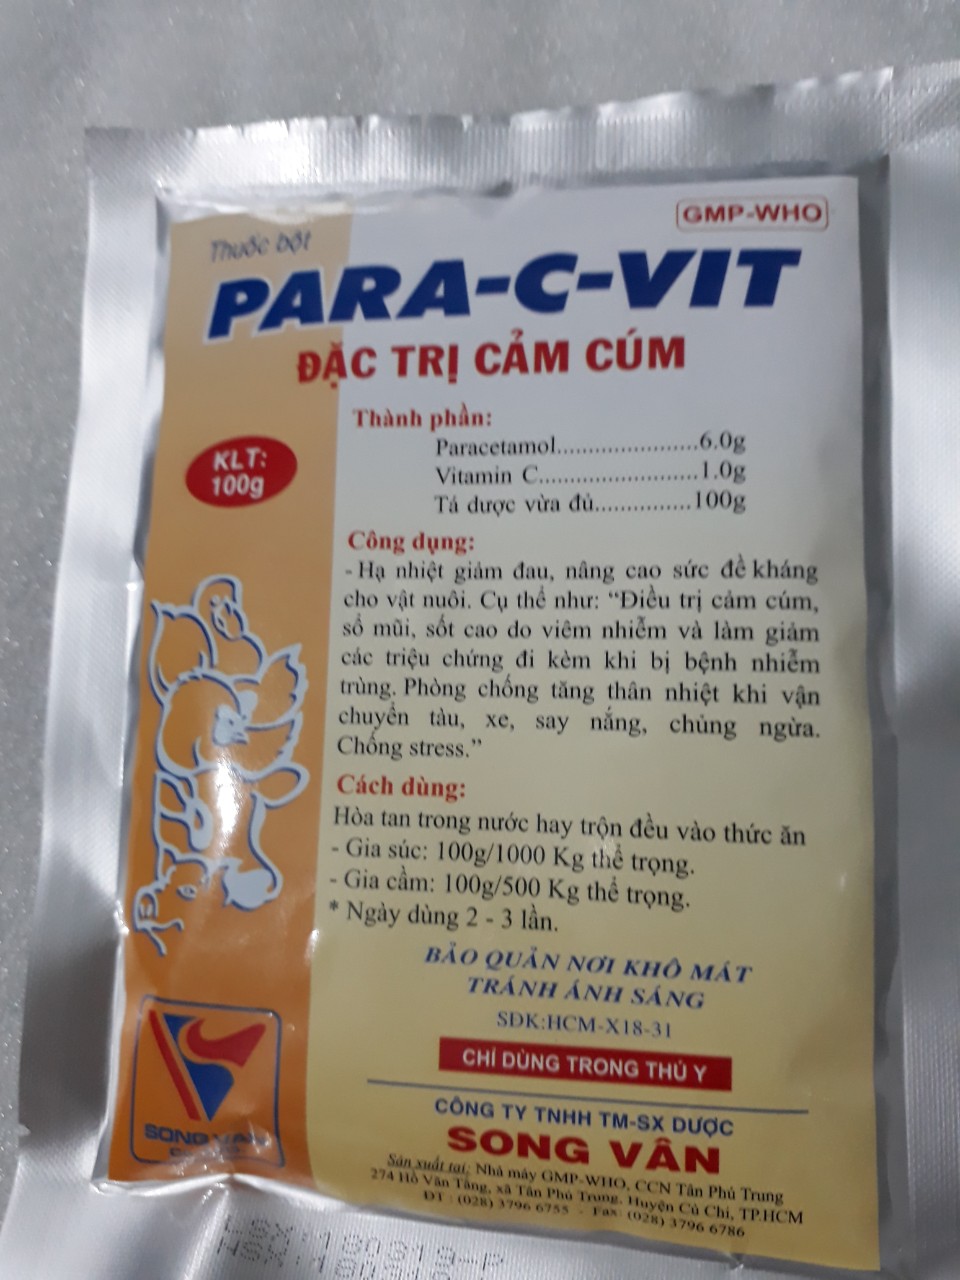 GMP-WHO
Thuốc bột
PARA-C-VIT
ĐẶC TRỊ CẢM CÚM
KLT:
100g
Thành phần:
Paracetamol......................6.0g
Vitamin C.........................1.0g
Tá dược vừa đủ...............100g
Công dụng:
- Hạ nhiệt giảm đau, nâng cao sức đề kháng
cho vật nuôi. Cụ thể như: “Điều trị cảm cúm,
sổ mũi, sốt cao do viêm nhiễm và làm giảm
các triệu chứng đi kèm khi bị bệnh nhiễm
trùng. Phòng chống tăng thân nhiệt khi vận
chuyển tàu, xe, say nắng, chủng ngừa.
Chống stress.”
Cách dùng:
Hòa tan trong nước hay trộn đều vào thức ăn
- Gia súc: 100g/1000 Kg thể trọng.
- Gia cầm: 100g/500 Kg thể trọng.
* Ngày dùng 2 - 3 lần.
BẢO QUẢN NƠI KHÔ MÁT
TRÁNH ÁNH SÁNG
SĐK:HCM-X18-31
CHỈ DÙNG TRONG THÚ Y
CÔNG TY TNHH TM-SX DƯỢC
SONG VÂN
SONG VAN
Sản xuất tại: Nhà máy GMP-WHO, CCN Tân Phú Trung
274 Hồ Văn Tắng, xã Tân Phú Trung, Huyện Củ Chi, TP.HCM
ĐT : (028) 3796 6755 - Fax: (028) 3796 6786